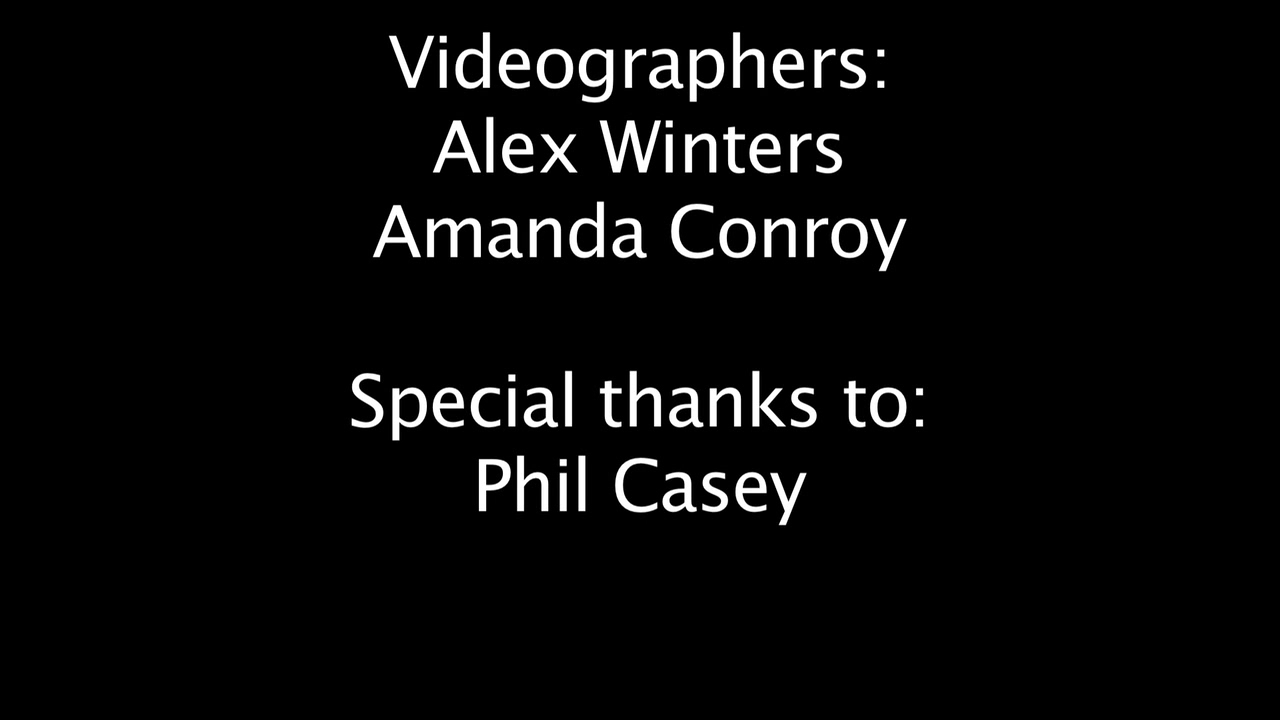 Videographers:
Alex Winters
Amanda Conroy
Special thanks to:
Phil Casey